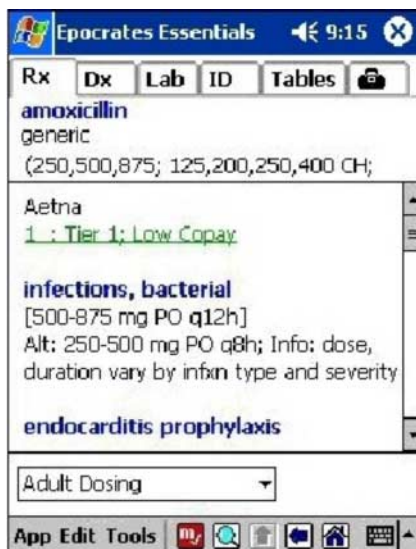 Epocrates Essentials 9:15
Rx Dx Lab ID Tables
amoxicillin
generic
(250,500,875; 125,200,250,400 CH;
Aetna
1 : Tier 1; Low Copay
infections, bacterial
[500-875 mg PO q12h]
Alt: 250-500 mg PO q8h; Info: dose,
duration vary by infxn type and severity
endocarditis prophylaxis
Adult Dosing
App Edit Tools